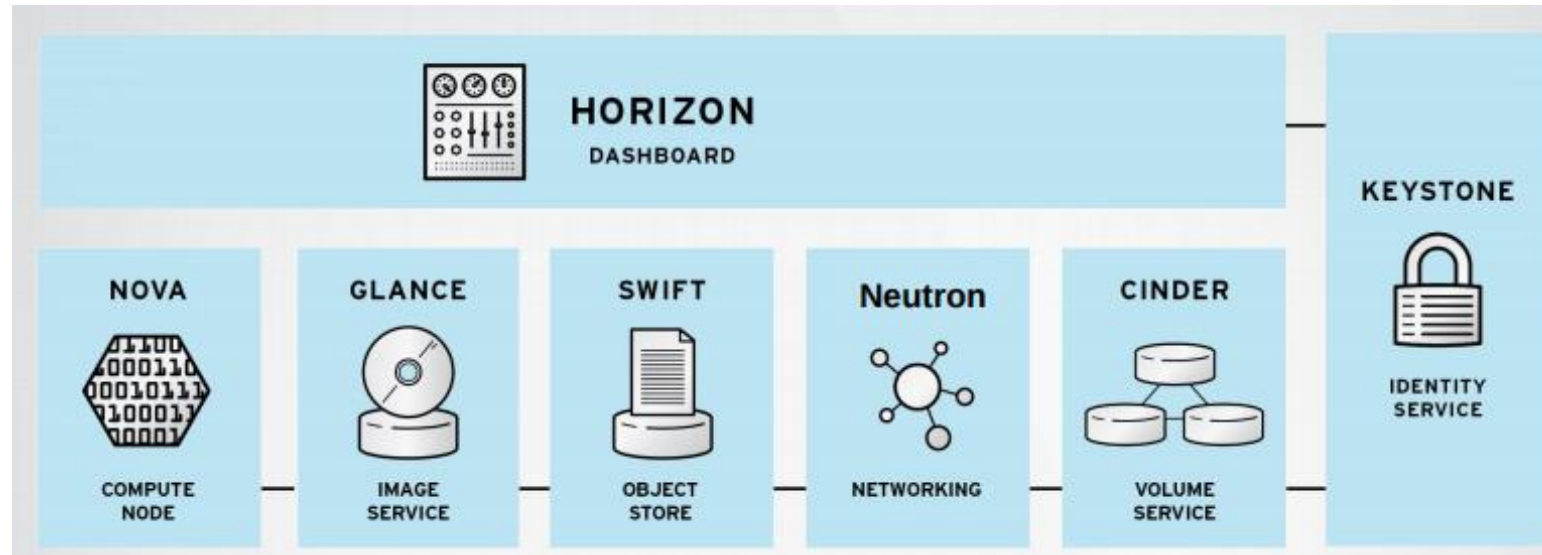 HORIZON
DASHBOARD
KEYSTONE
IDENTITY
SERVICE
NOVA
COMPUTE
NODE
GLANCE
IMAGE
SERVICE
SWIFT
OBJECT
STORE
Neutron
NETWORKING
CINDER
VOLUME
SERVICE